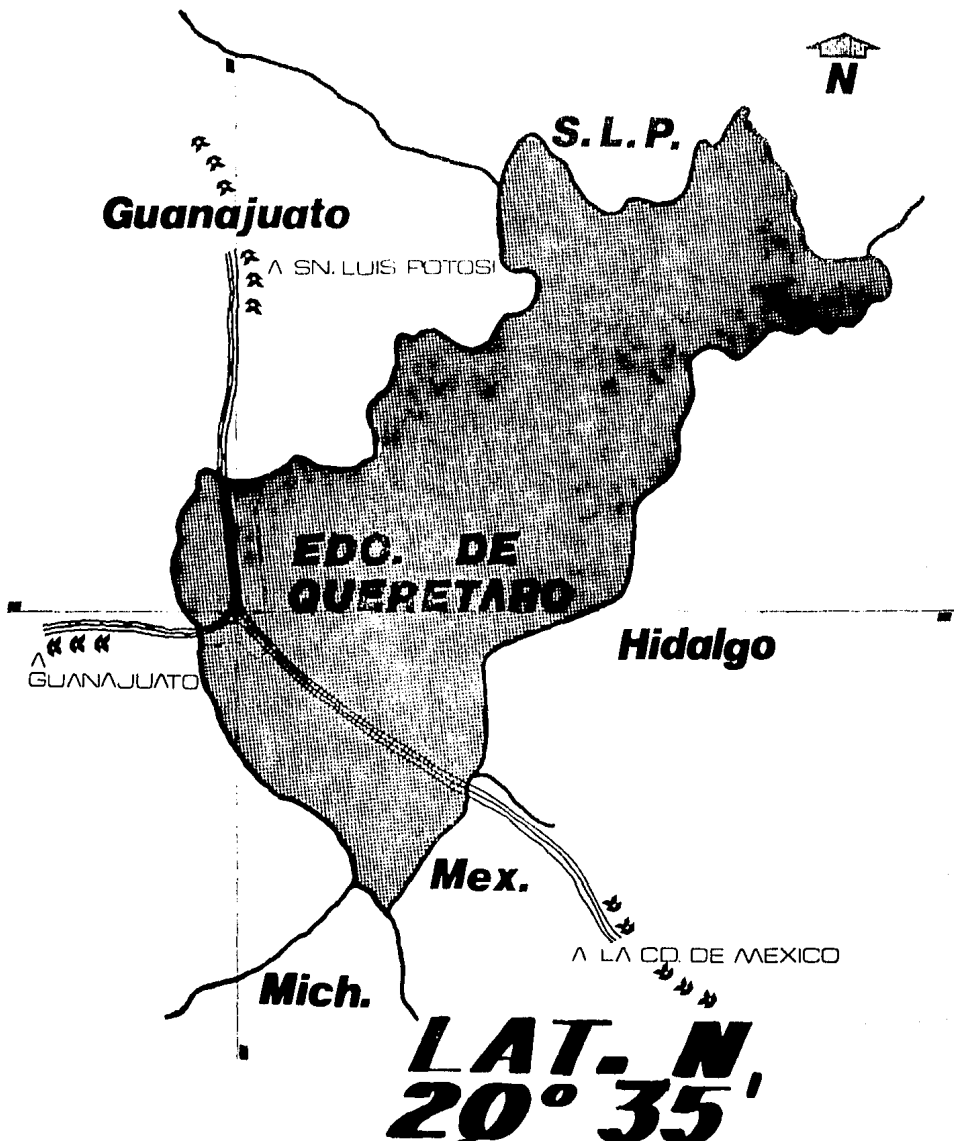 N
S.L.P.
Guanajuato
A SN. LUIS POTOSI
EDO. DE
QUERETARO
Hidalgo
A
GUANAJUATO
Mex.
A LA CD. DE MEXICO
Mich.
LAT. N
20° 35'